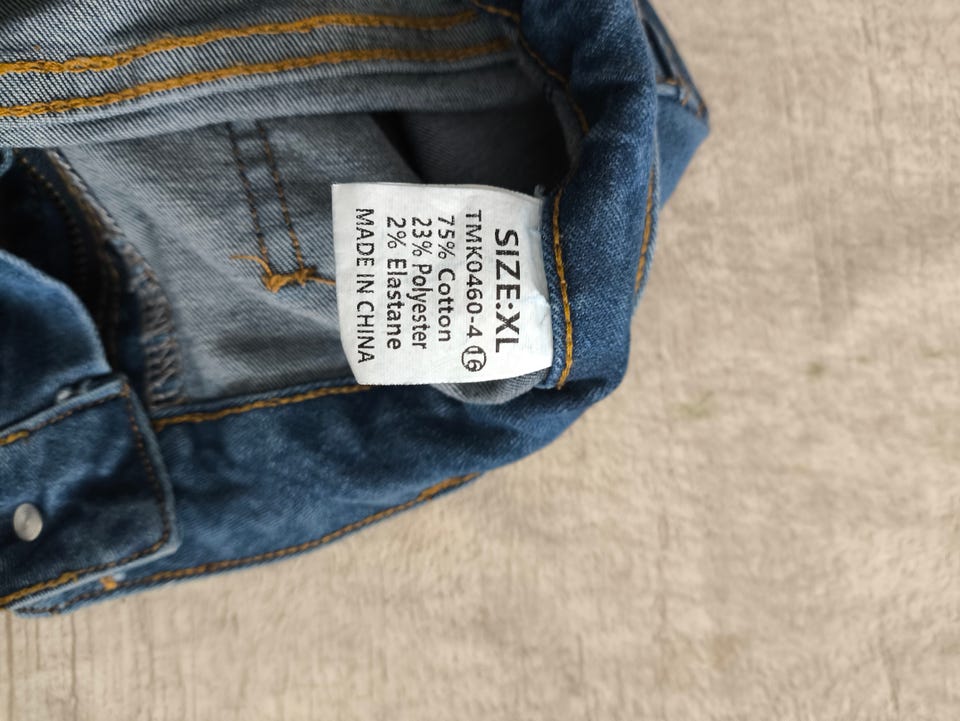 SIZE:XL
TMK0460-4 ⑯
75% Cotton
23% Polyester
2% Elastane
MADE IN CHINA